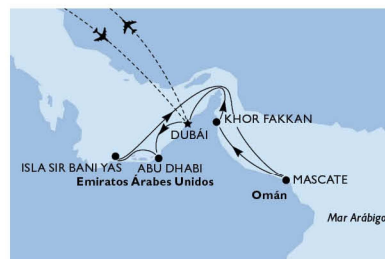 DUBÁI
KHOR FAKKAN
ISLA SIR BANI YAS
ABU DHABI
Emiratos Árabes Unidos
MASCATE
Omán
Mar Arábigo